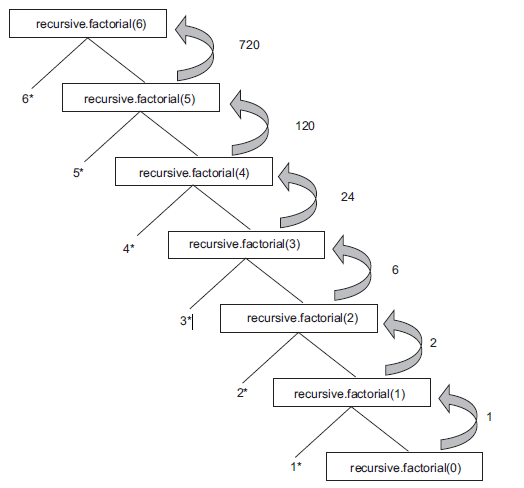 recursive.factorial(6)
720
6*
recursive.factorial(5)
120
5*
recursive.factorial(4)
24
4*
recursive.factorial(3)
6
3*
recursive.factorial(2)
2
2*
recursive.factorial(1)
1
1*
recursive.factorial(0)